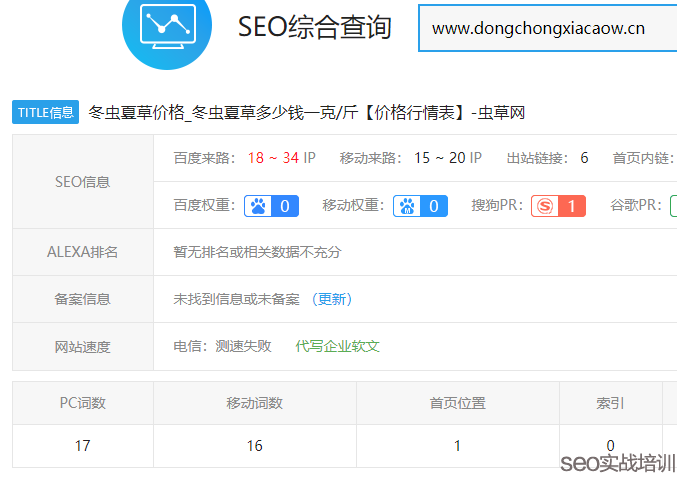 SEO综合查询
www.dongchongxiacaow.cn
TITLE信息 冬虫夏草价格_冬虫夏草多少钱一克/斤【价格行情表】-虫草网
SEO信息
百度来路： 18 ~ 34 IP 移动来路： 15 ~ 20 IP 出站链接： 6 首页内链：
百度权重： 0 移动权重： 0 搜狗PR： 1 谷歌PR：
ALEXA排名 暂无排名或相关数据不充分
备案信息 未找到信息或未备案 （更新）
网站速度 电信：测速失败 代写企业软文
PC词数 移动词数 首页位置 索引
17 16 1 0
seo实战培训